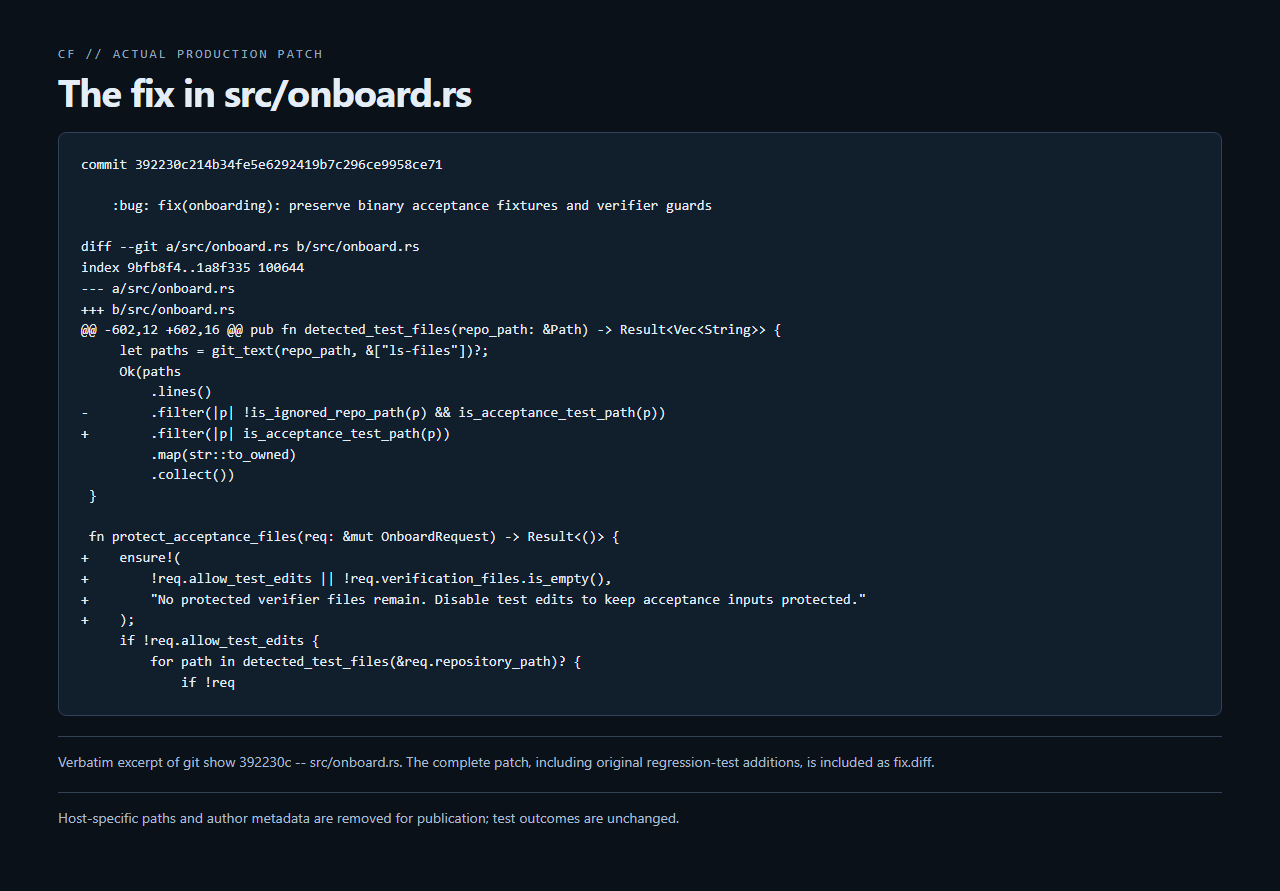 CF // ACTUAL PRODUCTION PATCH
The fix in src/onboard.rs
commit 392230c214b34fe5e6292419b7c296ce9958ce71
    :bug: fix(onboarding): preserve binary acceptance fixtures and verifier guards
diff --git a/src/onboard.rs b/src/onboard.rs
index 9bfb8f4..1a8f335 100644
--- a/src/onboard.rs
+++ b/src/onboard.rs
@@ -602,12 +602,16 @@ pub fn detected_test_files(repo_path: &Path) -> Result<Vec<String>> {
     let paths = git_text(repo_path, &["ls-files"])?;
     Ok(paths
         .lines()
-        .filter(|p| !is_ignored_repo_path(p) && is_acceptance_test_path(p))
+        .filter(|p| is_acceptance_test_path(p))
         .map(str::to_owned)
         .collect())
 }
 fn protect_acceptance_files(req: &mut OnboardRequest) -> Result<()> {
+    ensure!(
+        !req.allow_test_edits || !req.verification_files.is_empty(),
+        "No protected verifier files remain. Disable test edits to keep acceptance inputs protected."
+    );
     if !req.allow_test_edits {
         for path in detected_test_files(&req.repository_path)? {
             if !req
Verbatim excerpt of git show 392230c -- src/onboard.rs. The complete patch, including original regression-test additions, is included as fix.diff.
Host-specific paths and author metadata are removed for publication; test outcomes are unchanged.